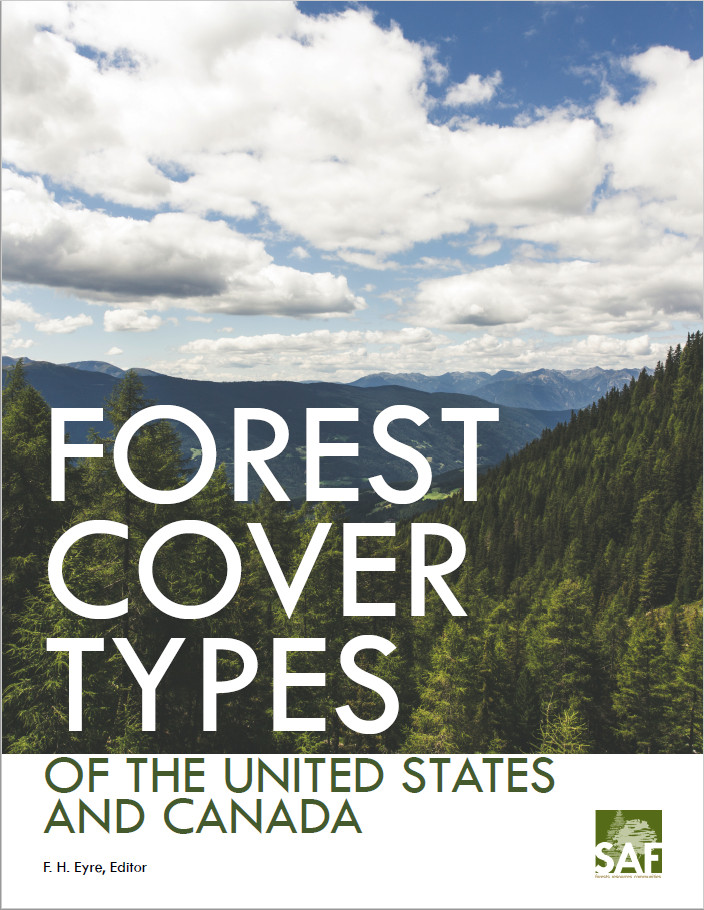 FOREST
COVER
TYPES
OF THE UNITED STATES
AND CANADA
F. H. Eyre, Editor
SAF